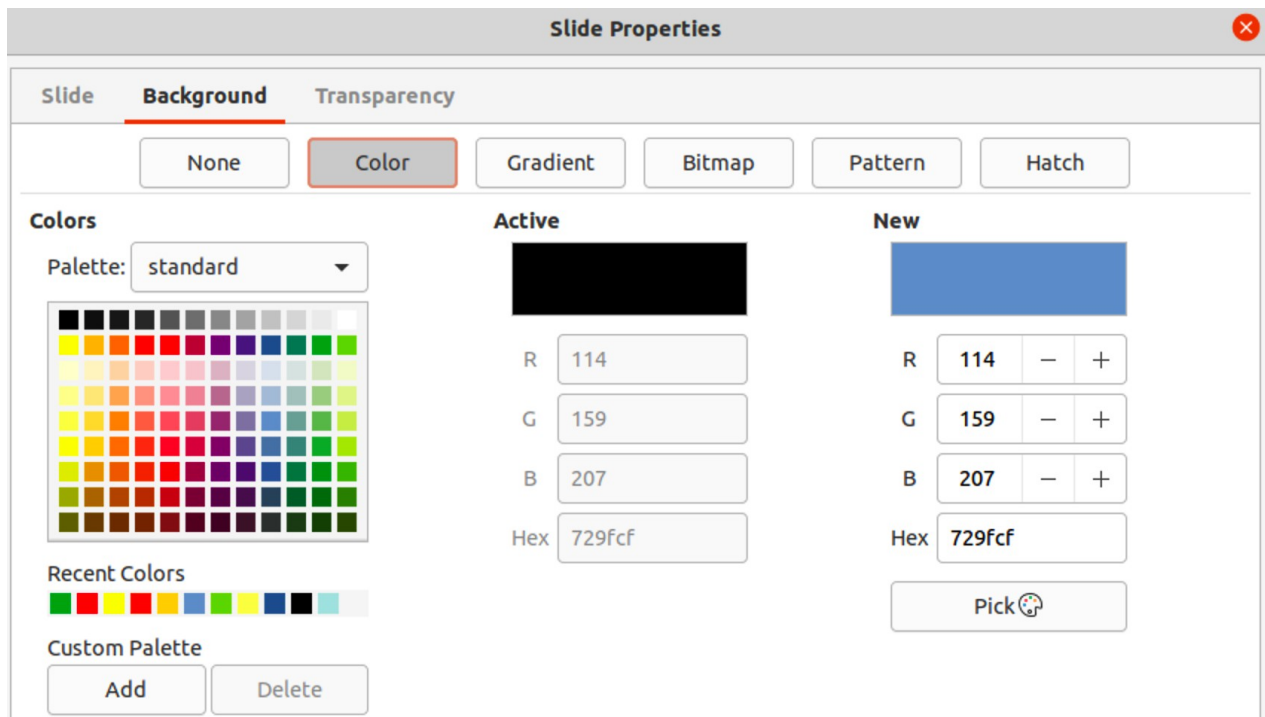 Slide Properties
Slide Background Transparency
None Color Gradient Bitmap Pattern Hatch
Colors Active New
Palette: standard
R 114 R 114 − +
G 159 G 159 − +
B 207 B 207 − +
Hex 729fcf Hex 729fcf
Recent Colors
Pick
Custom Palette
Add Delete